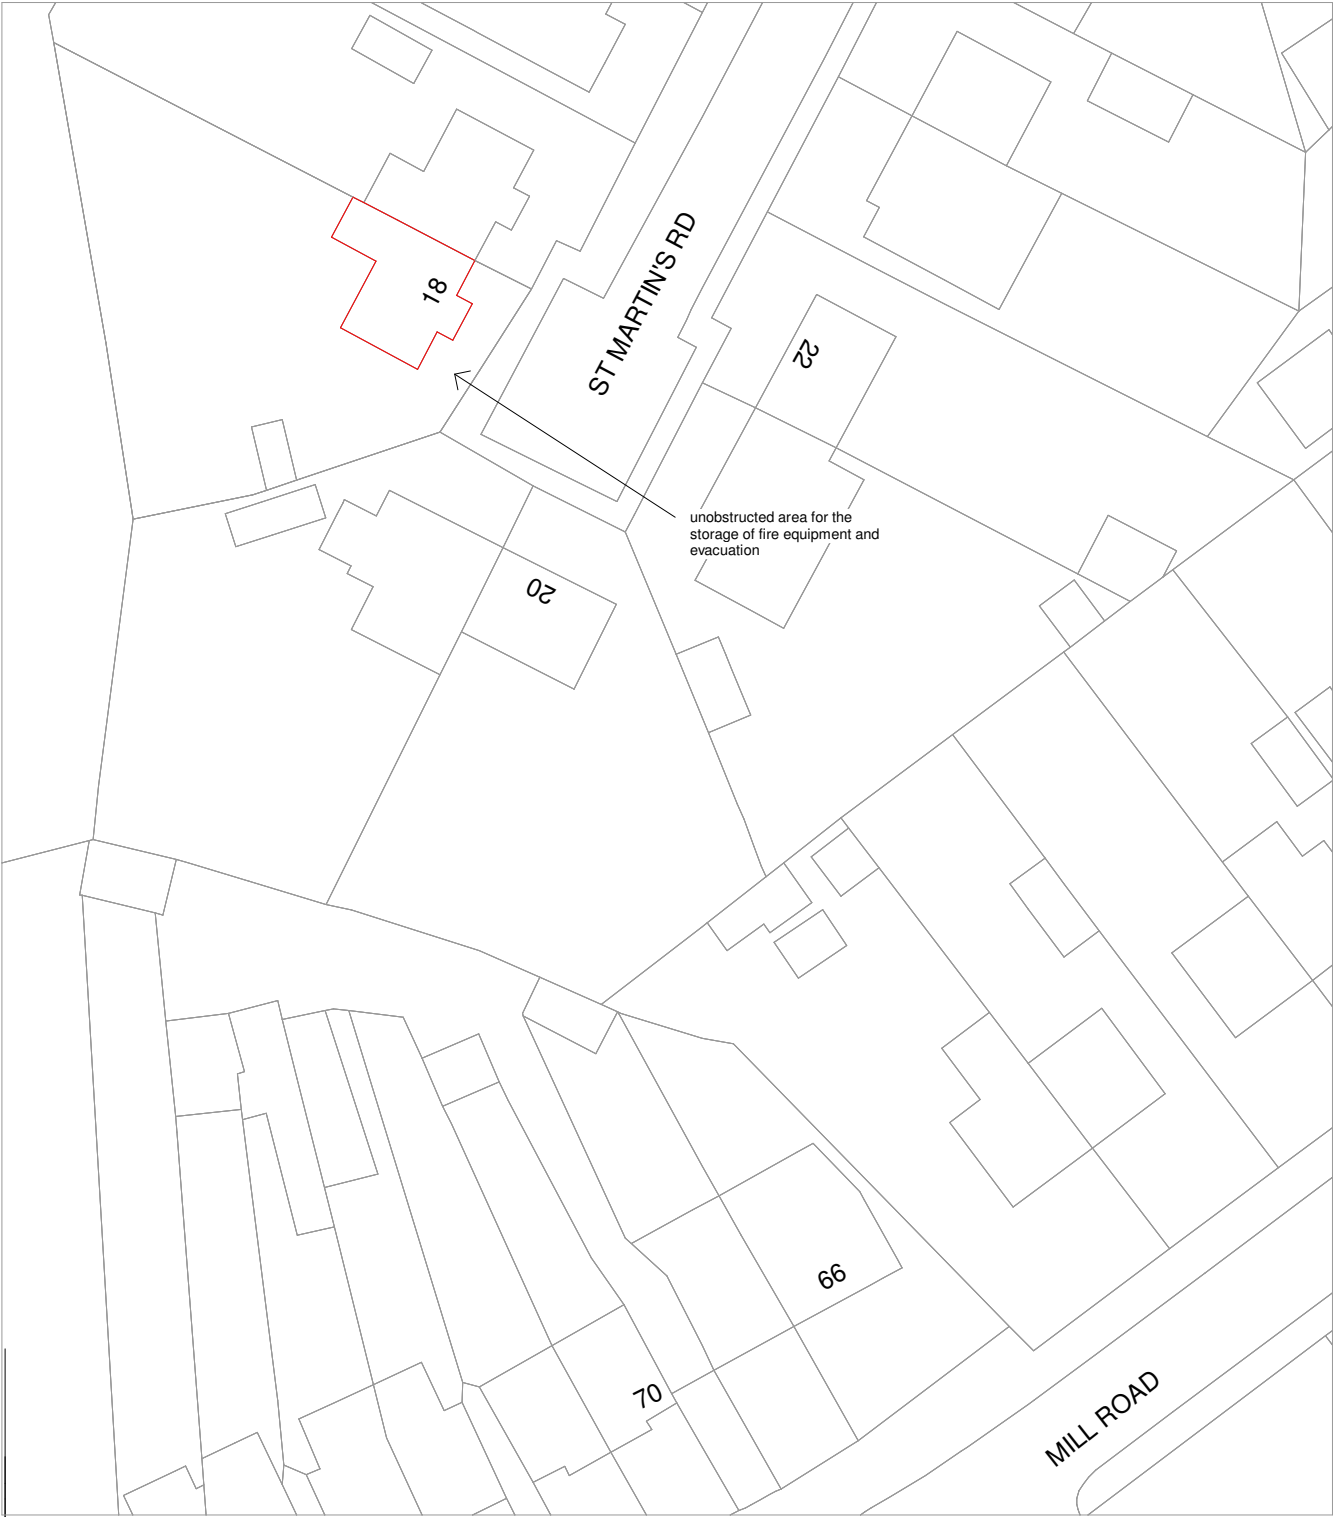 ST MARTIN'S RD
18
22
unobstructed area for the
storage of fire equipment and
evacuation
20
66
70
MILL ROAD